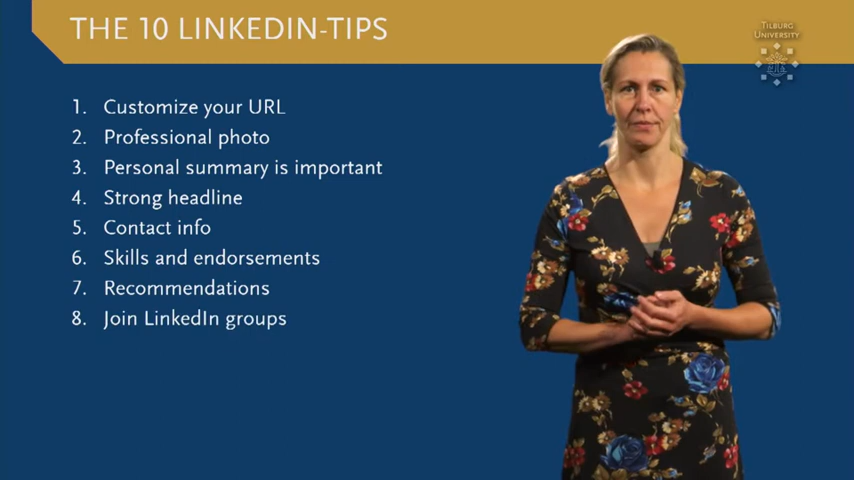 THE 10 LINKEDIN-TIPS
TILBURG
UNIVERSITY
1. Customize your URL
2. Professional photo
3. Personal summary is important
4. Strong headline
5. Contact info
6. Skills and endorsements
7. Recommendations
8. Join LinkedIn groups